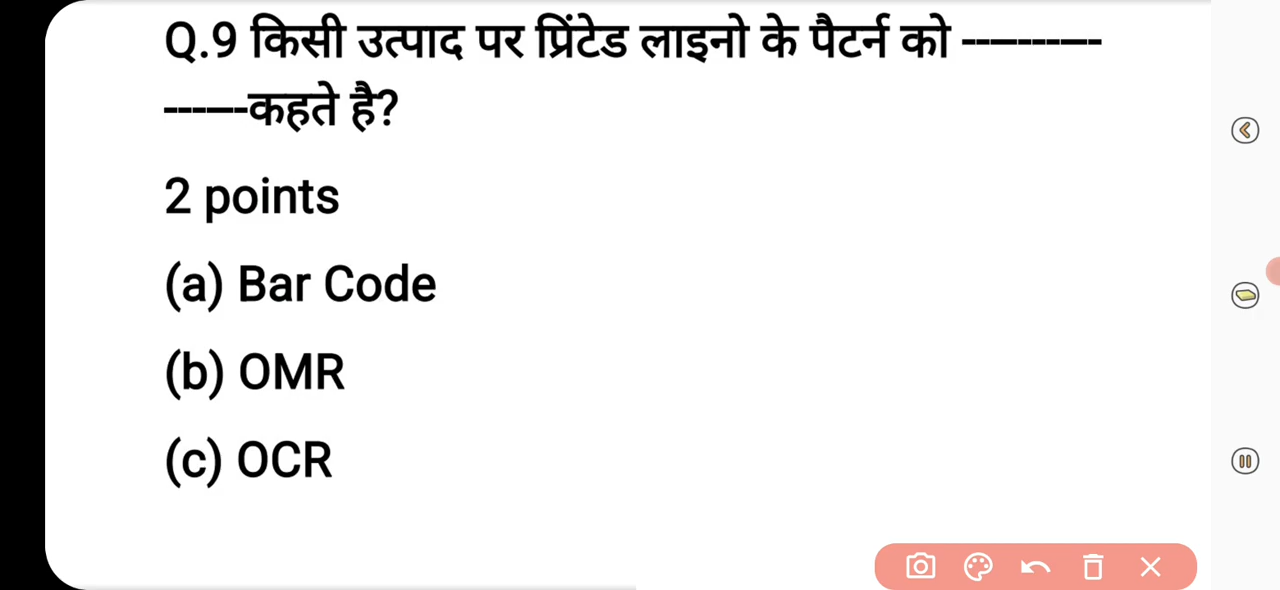 Q.9 किसी उत्पाद पर प्रिंटेड लाइनो के पैटर्न को ----------
------कहते है?
2 points
(a) Bar Code
(b) OMR
(c) OCR